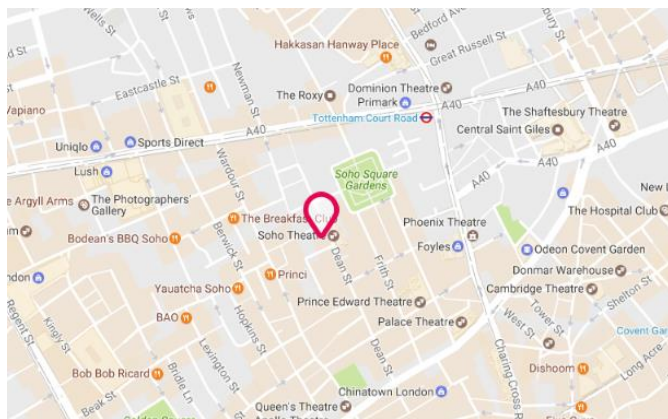 Hakkasan Hanway Place
Bedford Ave
Great Russell St
Bury St
Wells St
Newman St
Eastcastle St
The Roxy
Dominion Theatre
Primark
Tottenham Court Road
A40
Vapiano
A40
A40
The Shaftesbury Theatre
Central Saint Giles
A40
A40
Uniqlo
Sports Direct
Lush
Wardour St
Soho Square
Gardens
e Argyll Arms
The Photographers'
Gallery
The Breakfast Club
Soho Theatre
Phoenix Theatre
The Hospital Club
New
Bodean's BBQ Soho
Berwick St
Dean St
Frith St
Foyles
Odeon Covent Garden
Princi
Donmar Warehouse
Cambridge Theatre
ndon
Yauatcha Soho
Prince Edward Theatre
Shelton St
Tower St
West St
BAO
Hopkins St
Palace Theatre
Covent Gar
Regent St
Kingly St
Lexington St
Dean St
Charing Cross R
Long Acre
Bob Bob Ricard
Bridle Ln
Dishoom
Chinatown London
Beak St
Queen's Theatre